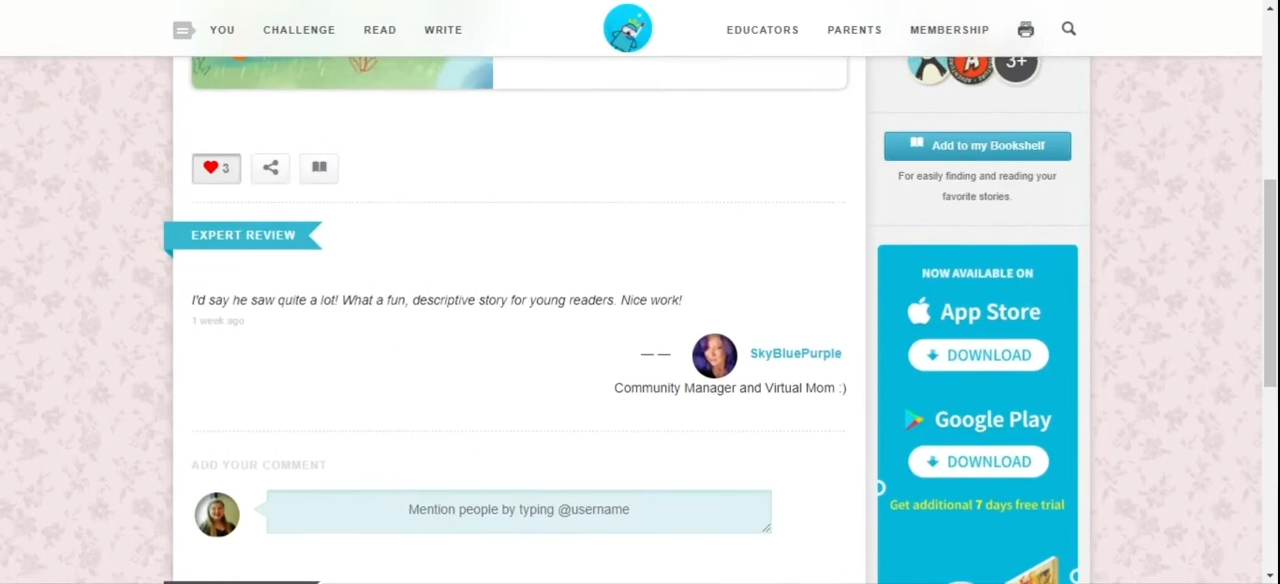 YOU CHALLENGE READ WRITE EDUCATORS PARENTS MEMBERSHIP
A 3+
Add to my Bookshelf
For easily finding and reading your
favorite stories.
3
EXPERT REVIEW
I'd say he saw quite a lot! What a fun, descriptive story for young readers. Nice work!
1 week ago
— — SkyBluePurple
Community Manager and Virtual Mom :)
ADD YOUR COMMENT
Mention people by typing @username
NOW AVAILABLE ON
App Store
DOWNLOAD
Google Play
DOWNLOAD
Get additional 7 days free trial